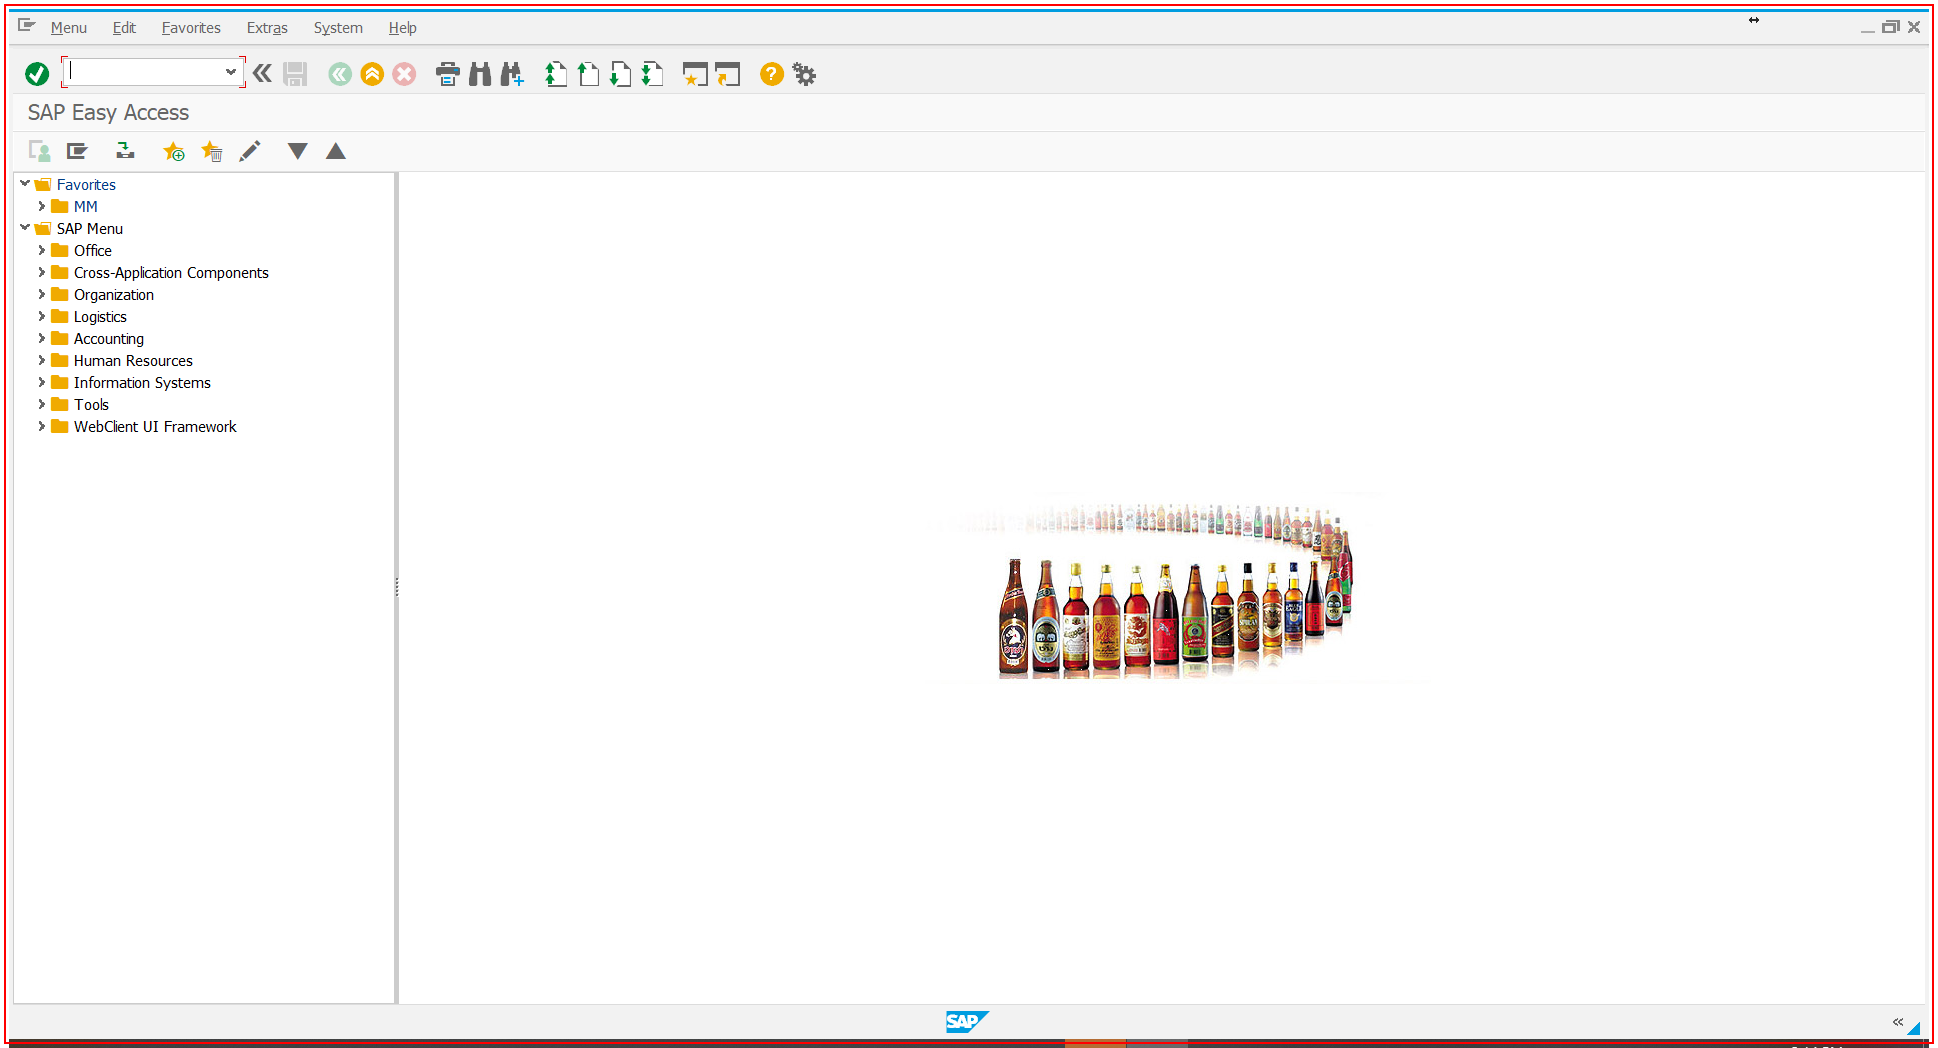 Menu Edit Favorites Extras System Help
SAP Easy Access
Favorites
MM
SAP Menu
Office
Cross-Application Components
Organization
Logistics
Accounting
Human Resources
Information Systems
Tools
WebClient UI Framework
SAP